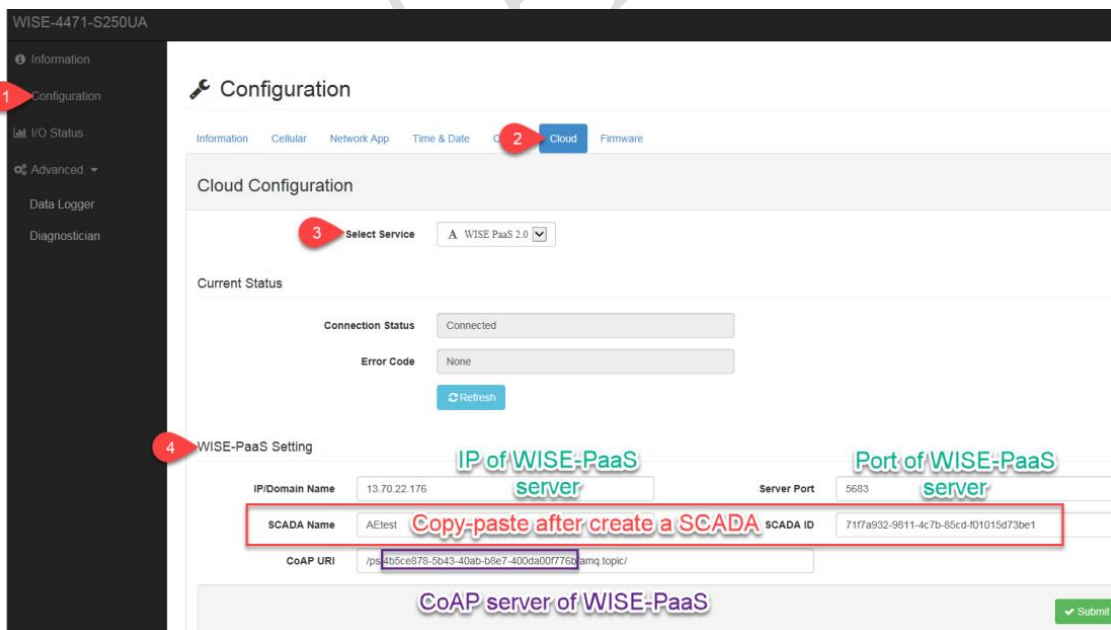 WISE-4471-S250UA
Information
1 Configuration
I/O Status
Advanced
Data Logger
Diagnostician
Configuration
Information Cellular Network App Time & Date 2 Cloud Firmware
Cloud Configuration
3 Select Service A WISE PaaS 2.0
Current Status
Connection Status Connected
Error Code None
Refresh
4 WISE-PaaS Setting
IP of WISE-PaaS server
Port of WISE-PaaS server
IP/Domain Name 13.70.22.176 Server Port 5683
SCADA Name AEtest Copy-paste after create a SCADA SCADA ID 71f7a932-9811-4c7b-85cd-f01015d73be1
CoAP URI /ps/4b5ce878-5b43-40ab-b8e7-400da00f776b/amq.topic/
CoAP server of WISE-PaaS
Submit